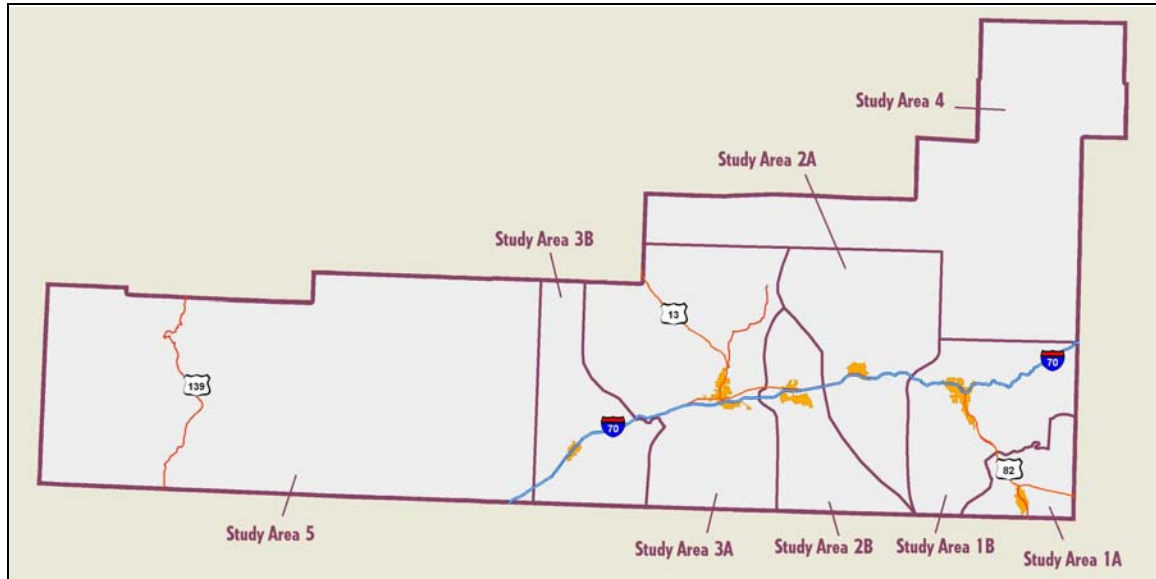 Study Area 4
Study Area 2A
Study Area 3B
13
70
139
70
82
Study Area 5
Study Area 3A
Study Area 2B
Study Area 1B
Study Area 1A